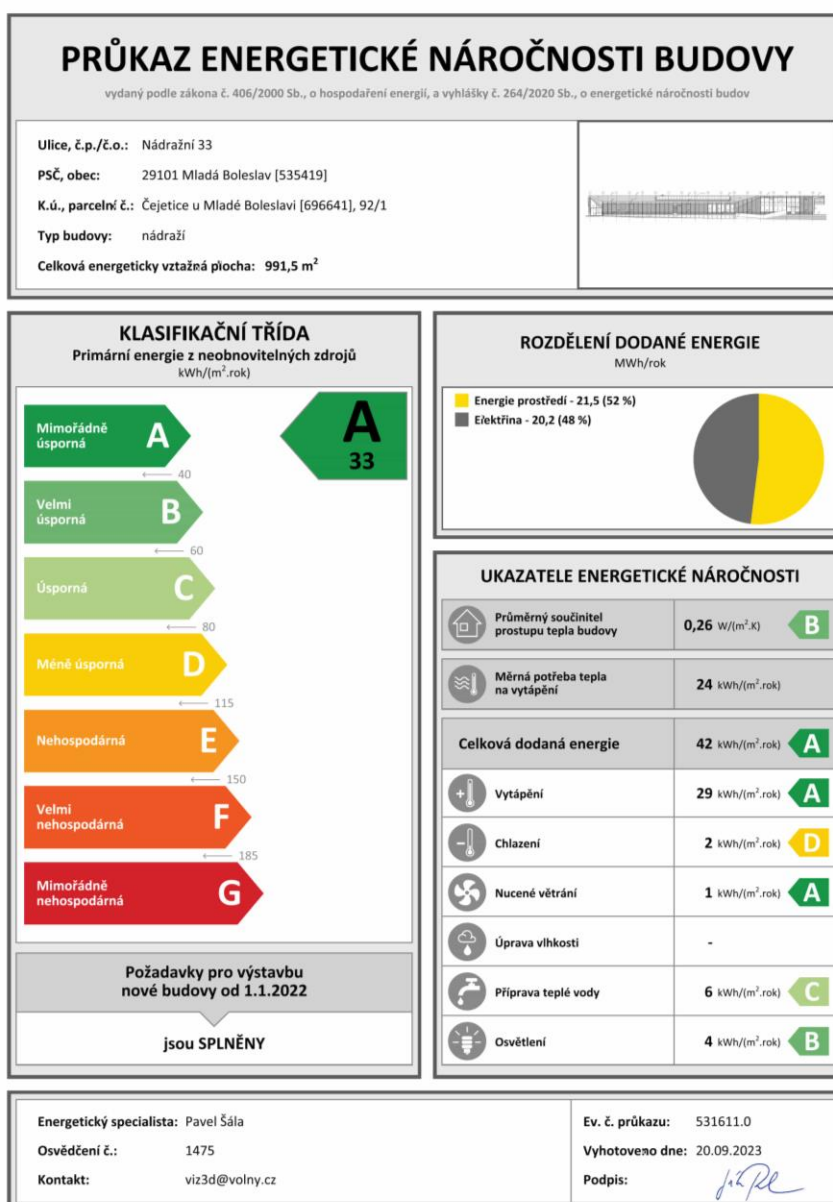 PRŮKAZ ENERGETICKÉ NÁROČNOSTI BUDOVY
vydaný podle zákona č. 406/2000 Sb., o hospodaření energií, a vyhlášky č. 264/2020 Sb., o energetické náročnosti budov
Ulice, č.p./č.o.: Nádražní 33
PSČ, obec: 29101 Mladá Boleslav [535419]
K.ú., parcelní č.: Čejetice u Mladé Boleslavi [696641], 92/1
Typ budovy: nádraží
Celková energeticky vztažná plocha: 991,5 m²
KLASIFIKAČNÍ TŘÍDA
Primární energie z neobnovitelných zdrojů
kWh/(m².rok)
Mimořádně úsporná A
A
33
40
Velmi úsporná B
60
Úsporná C
80
Méně úsporná D
115
Nehospodárná E
150
Velmi nehospodárná F
185
Mimořádně nehospodárná G
Požadavky pro výstavbu
nové budovy od 1.1.2022
jsou SPLNĚNY
ROZDĚLENÍ DODANÉ ENERGIE
MWh/rok
Energie prostředí - 21,5 (52 %)
Elektřina - 20,2 (48 %)
UKAZATELE ENERGETICKÉ NÁROČNOSTI
Průměrný součinitel prostupu tepla budovy 0,26 W/(m².K) B
Měrná potřeba tepla na vytápění 24 kWh/(m².rok)
Celková dodaná energie 42 kWh/(m².rok) A
Vytápění 29 kWh/(m².rok) A
Chlazení 2 kWh/(m².rok) D
Nucené větrání 1 kWh/(m².rok) A
Úprava vlhkosti -
Příprava teplé vody 6 kWh/(m².rok) C
Osvětlení 4 kWh/(m².rok) B
Energetický specialista: Pavel Šála
Osvědčení č.: 1475
Kontakt: viz3d@volny.cz
Ev. č. průkazu: 531611.0
Vyhotoveno dne: 20.09.2023
Podpis: